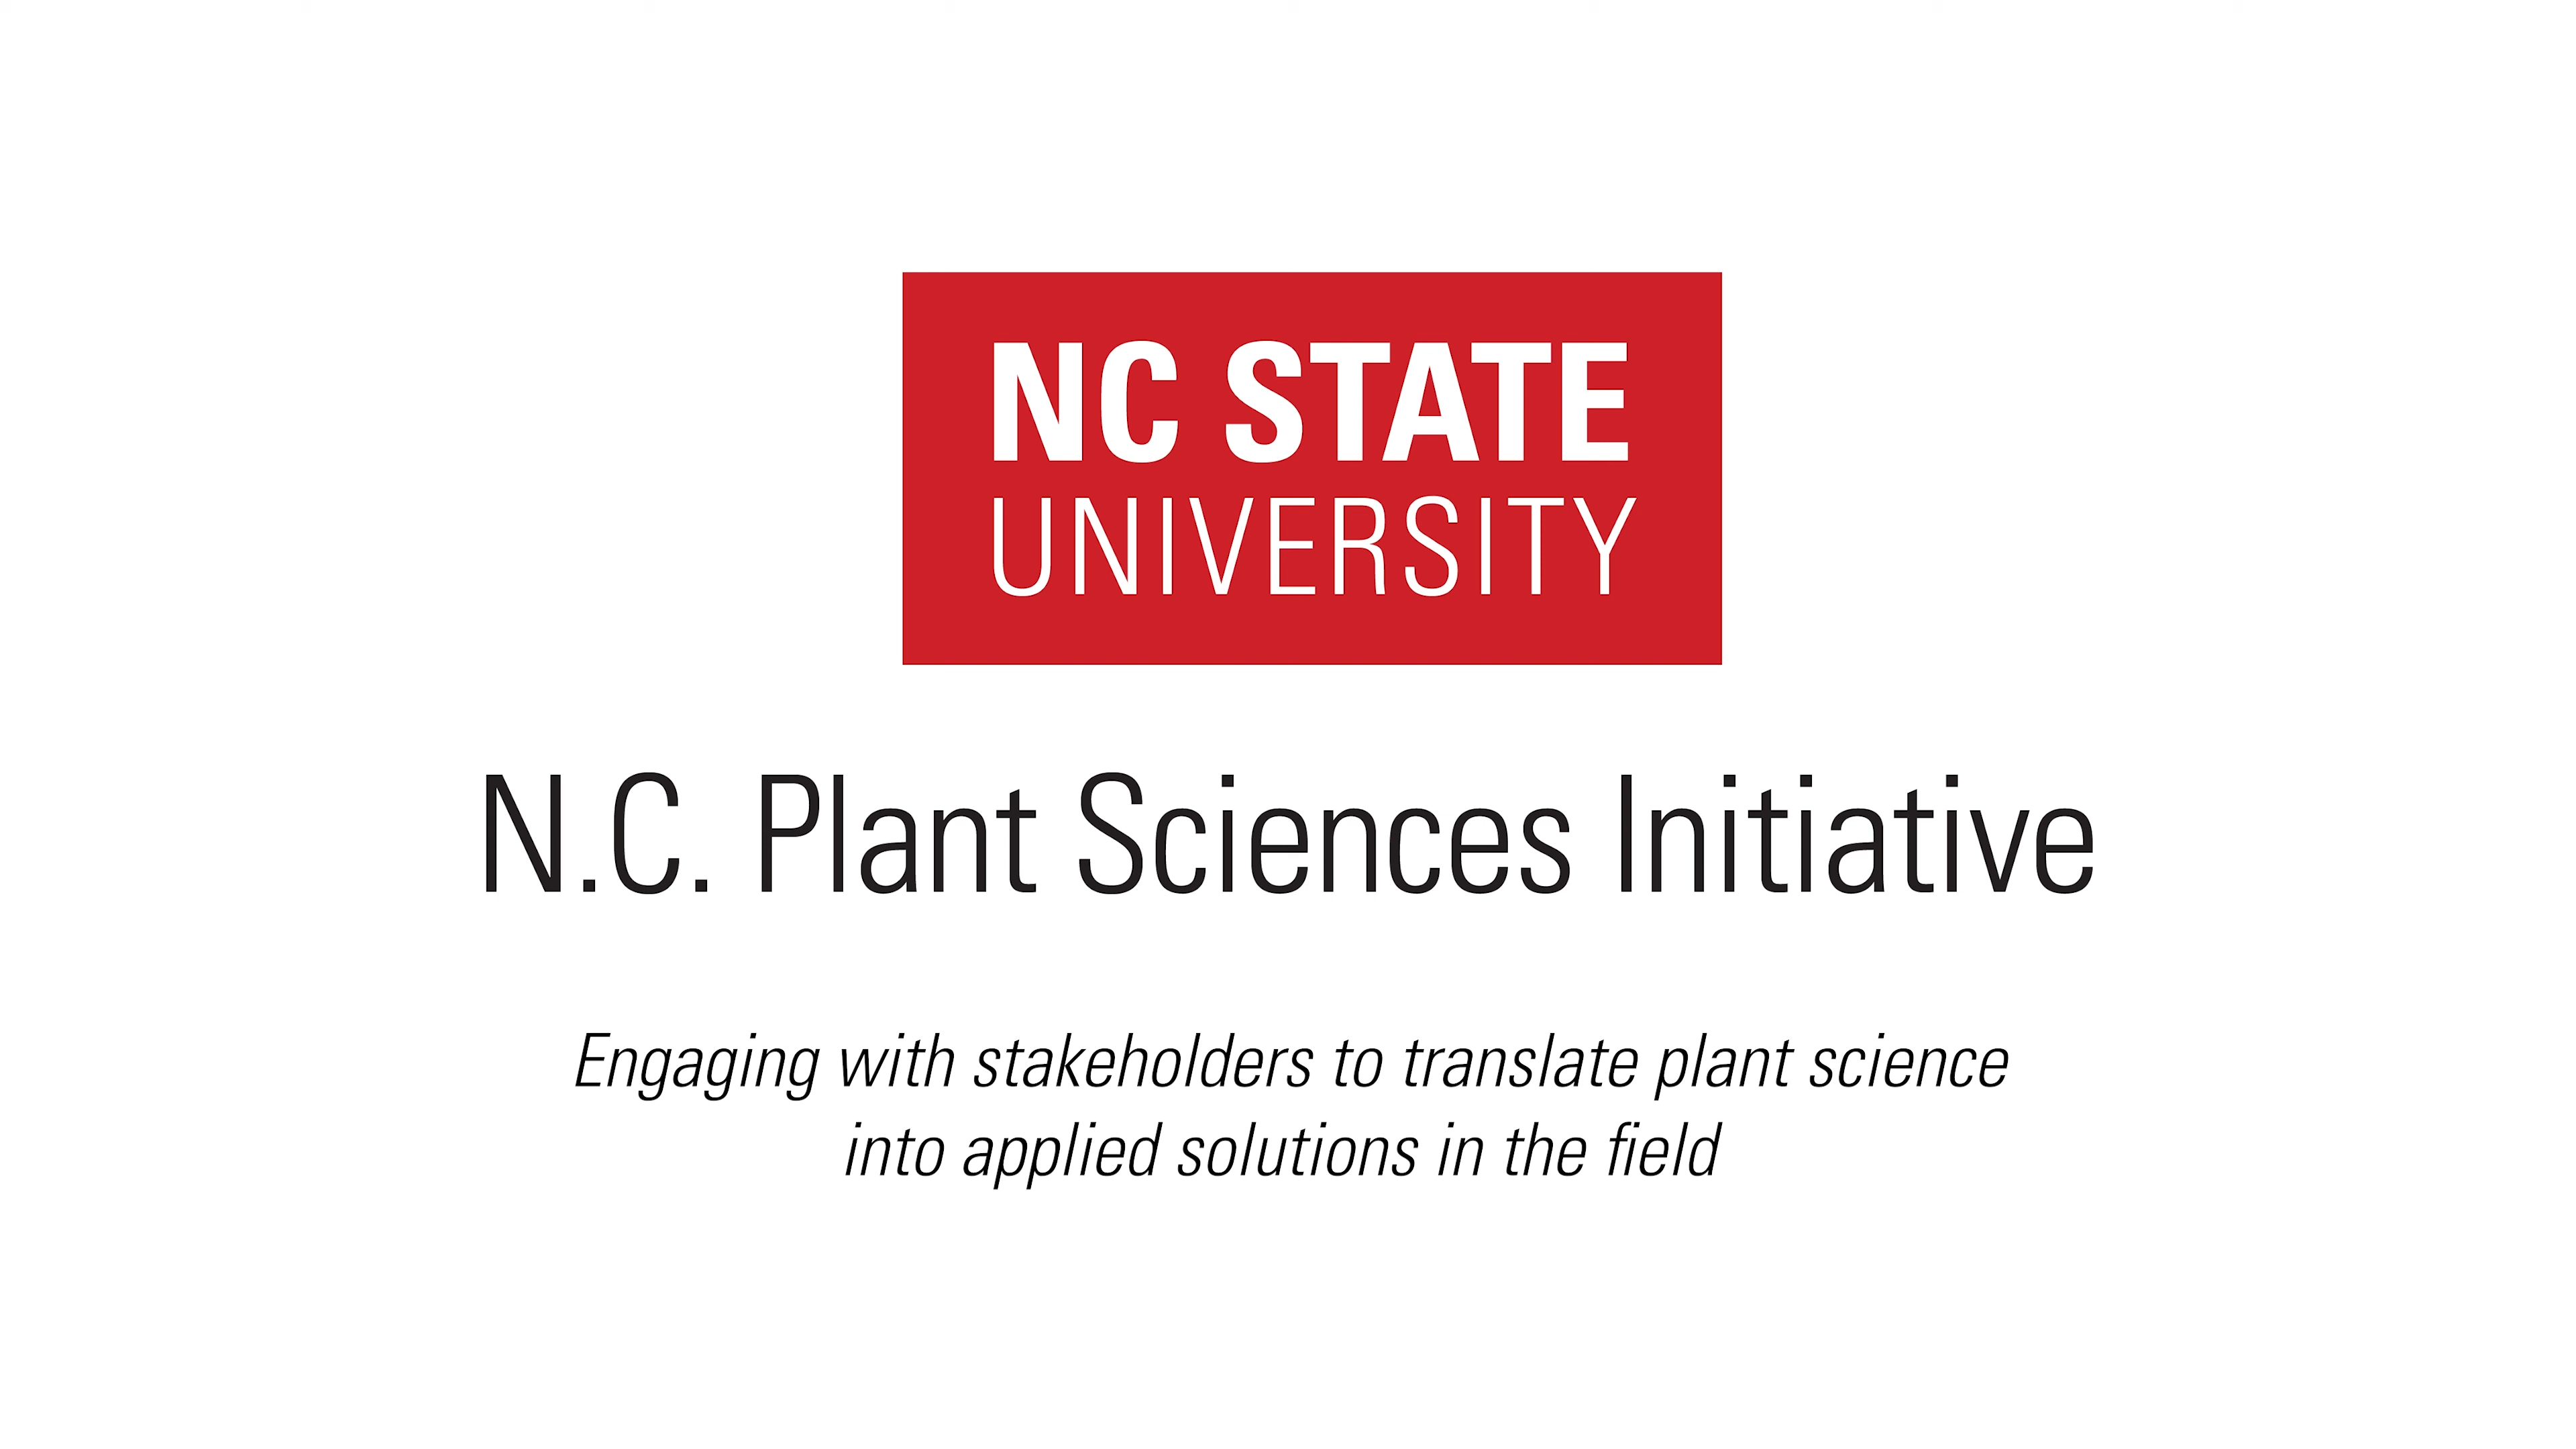 NC STATE
UNIVERSITY
N.C. Plant Sciences Initiative
Engaging with stakeholders to translate plant science
into applied solutions in the field